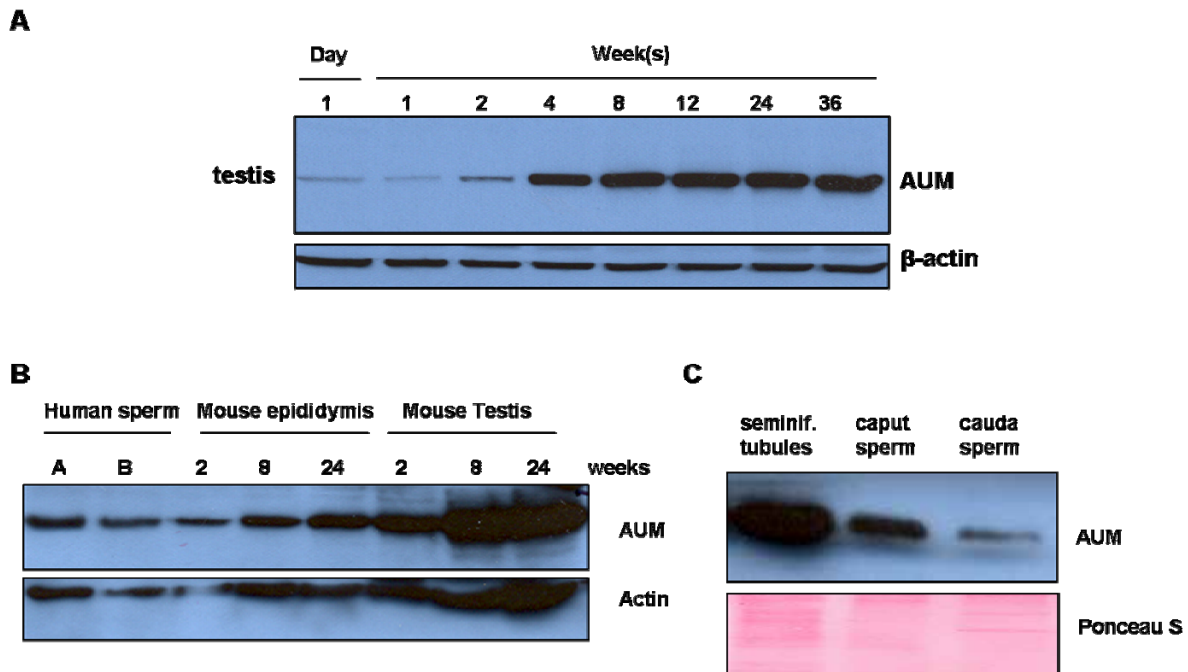 A
Day Week(s)
1 1 2 4 8 12 24 36
testis AUM
β-actin
B
Human sperm Mouse epididymis Mouse Testis
A B 2 8 24 2 8 24 weeks
AUM
Actin
C
seminif. caput cauda
tubules sperm sperm
AUM
Ponceau S